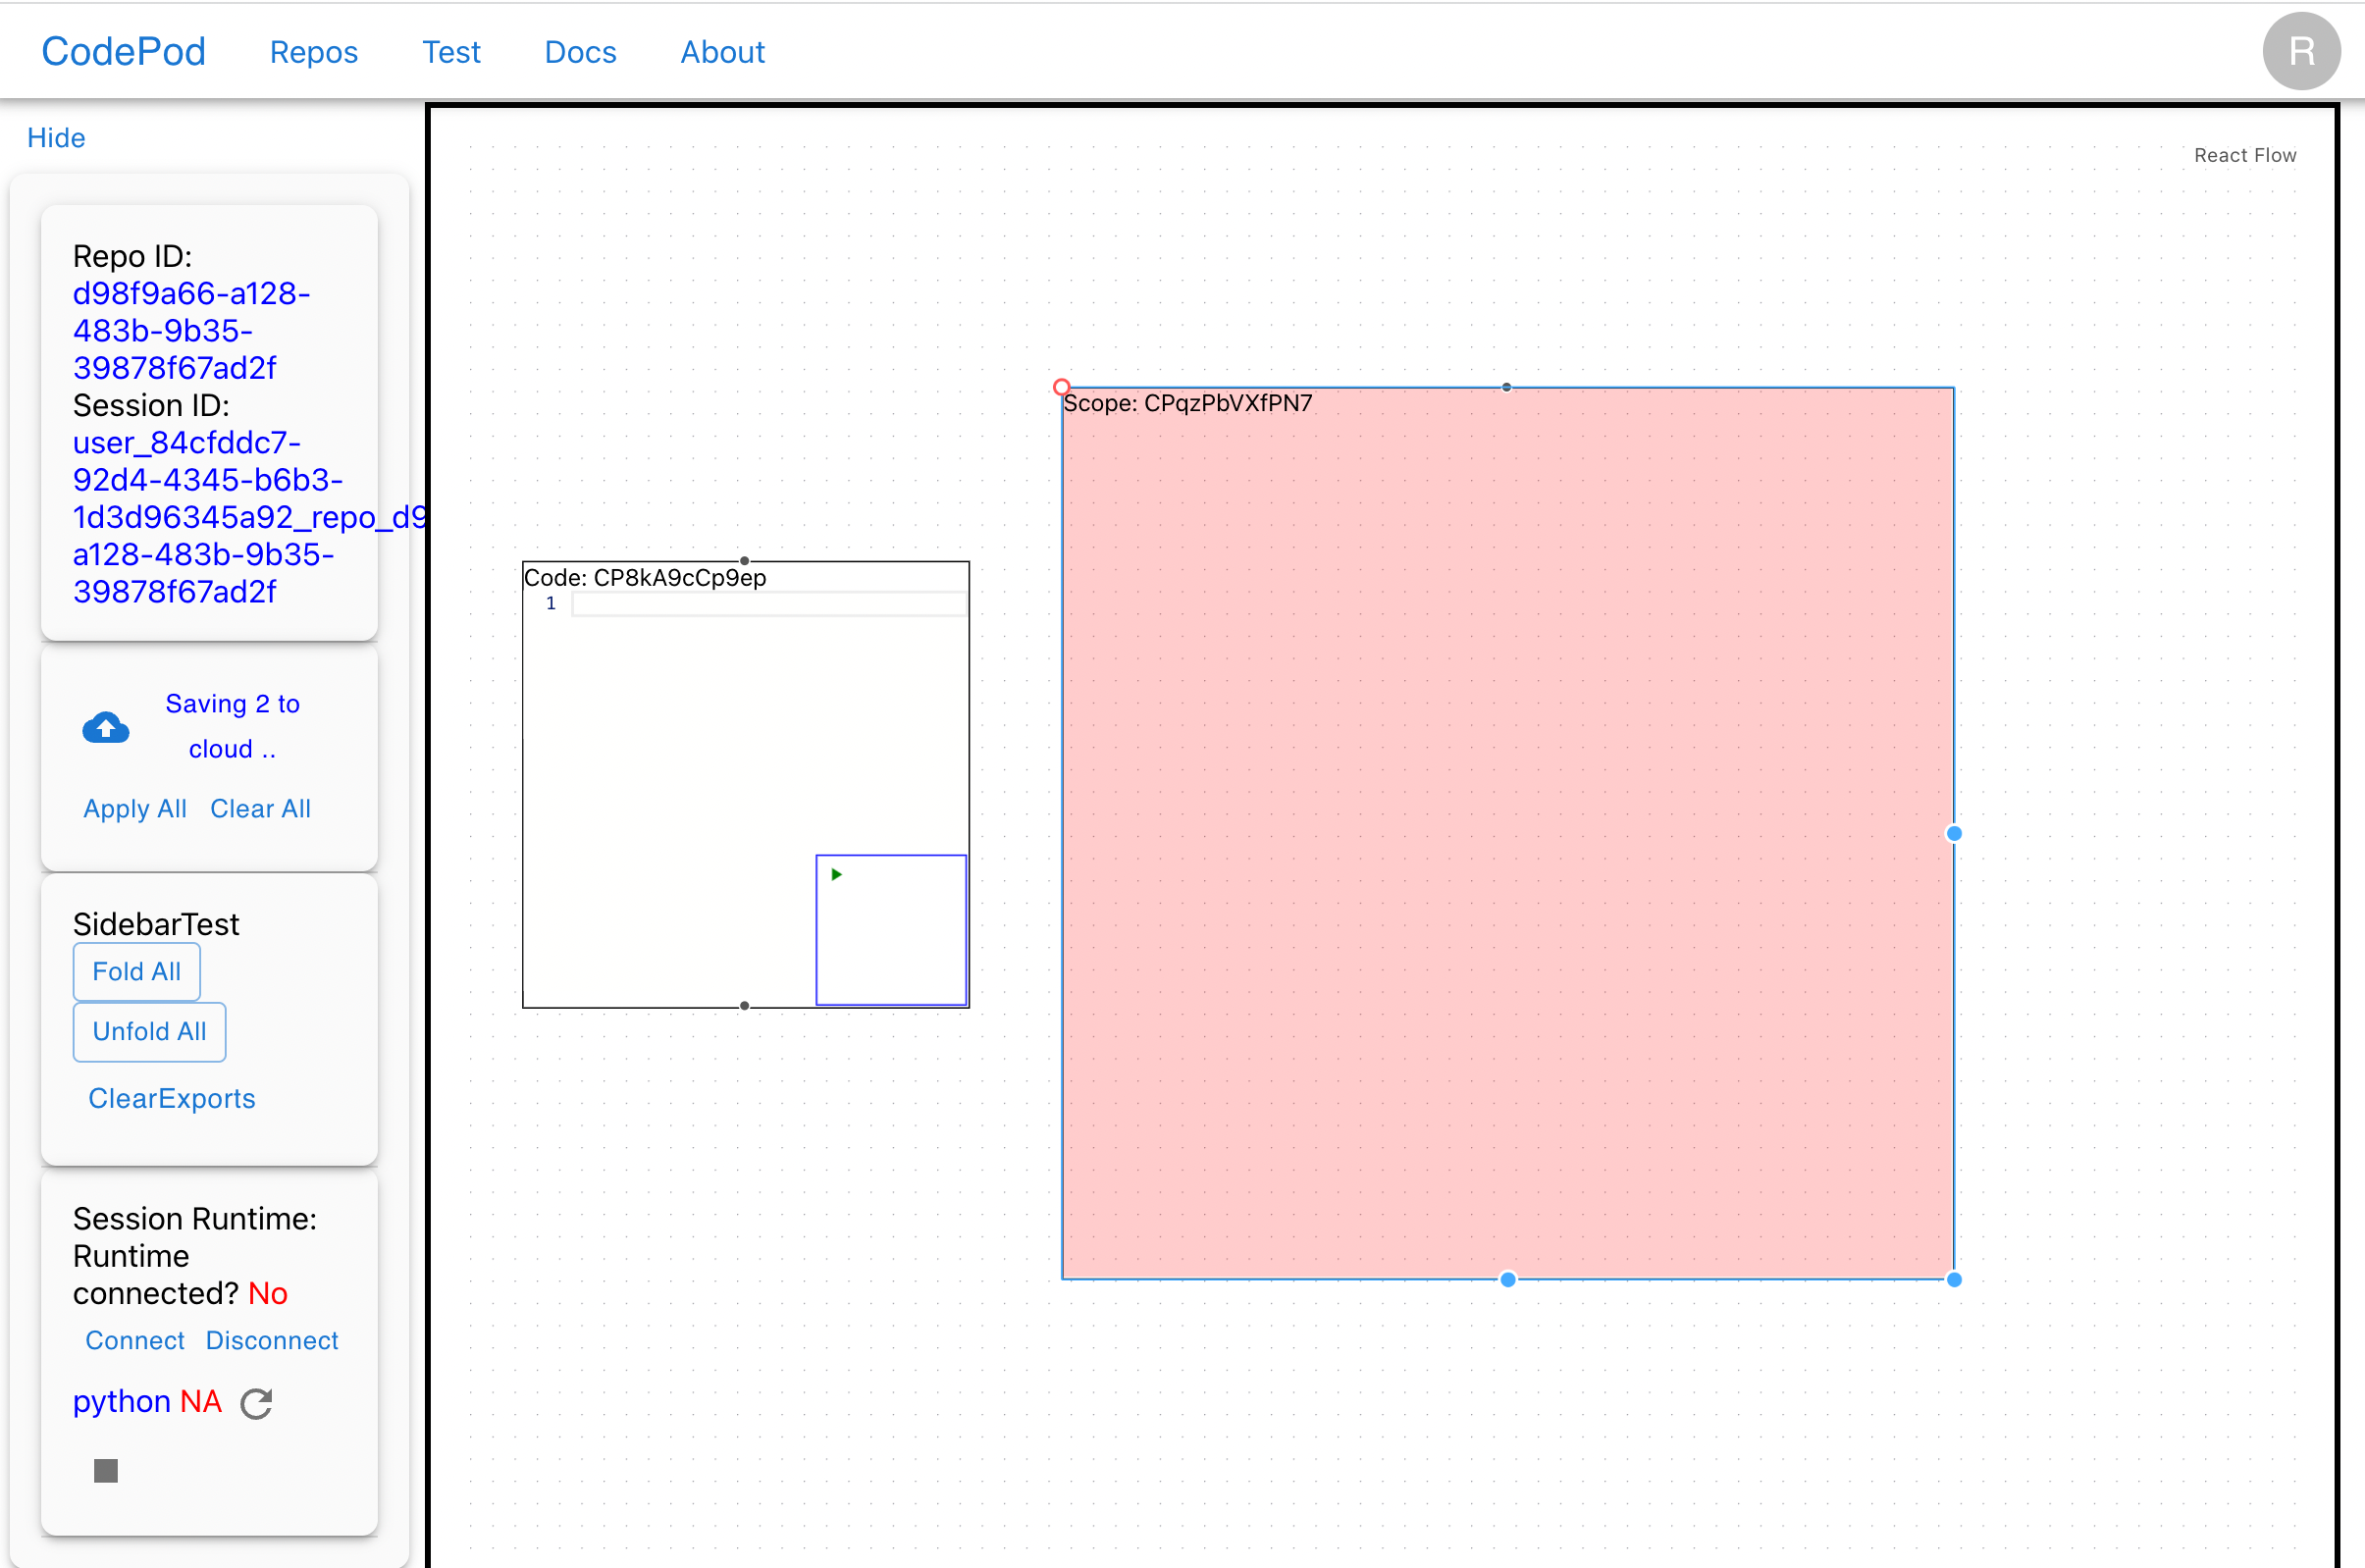 CodePod Repos Test Docs About R
Hide
Repo ID:
d98f9a66-a128-
483b-9b35-
39878f67ad2f
Session ID:
user_84cfddc7-
92d4-4345-b6b3-
1d3d96345a92_repo_d9
a128-483b-9b35-
39878f67ad2f
Saving 2 to
cloud ..
Apply All Clear All
SidebarTest
Fold All
Unfold All
ClearExports
Session Runtime:
Runtime
connected? No
Connect Disconnect
python NA
React Flow
Code: CP8kA9cCp9ep
1
Scope: CPqzPbVXfPN7